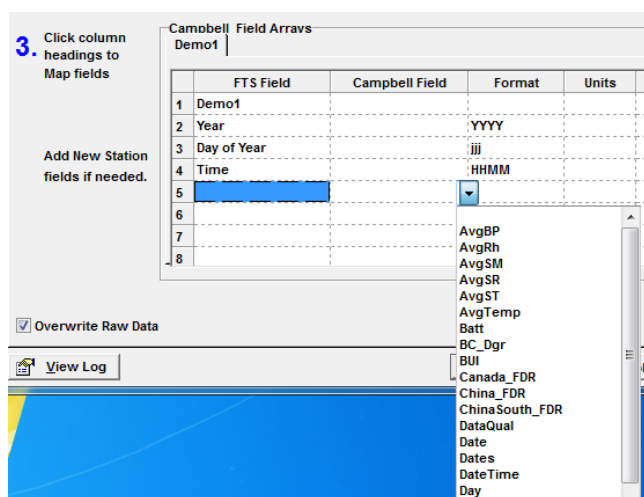 3. Click column
headings to
Map fields
Add New Station
fields if needed.
Campbell Field Arrays
Demo1
FTS Field Campbell Field Format Units
1 Demo1
2 Year YYYY
3 Day of Year jjj
4 Time HHMM
5
6
7
8
AvgBP
AvgRh
AvgSM
AvgSR
AvgST
AvgTemp
Batt
BC_Dgr
BUI
Canada_FDR
China_FDR
ChinaSouth_FDR
DataQual
Date
Dates
DateTime
Day
Overwrite Raw Data
View Log